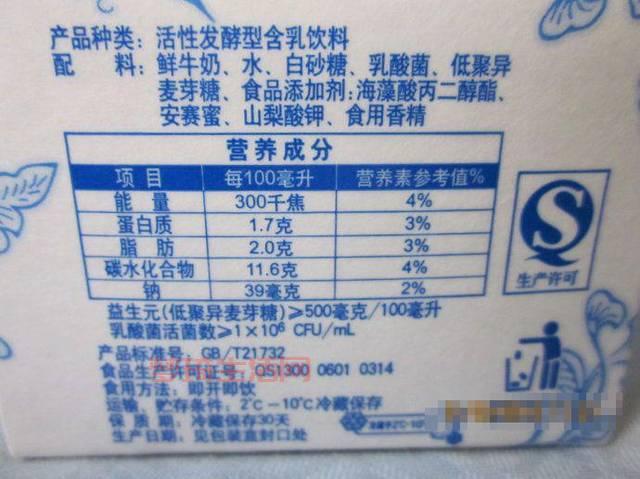 产品种类：活性发酵型含乳饮料
配 料：鲜牛奶、水、白砂糖、乳酸菌、低聚异
麦芽糖、食品添加剂：海藻酸丙二醇酯、
安赛蜜、山梨酸钾、食用香精
营养成分
项目 每100毫升 营养素参考值%
能量 300千焦 4%
蛋白质 1.7克 3%
脂肪 2.0克 3%
碳水化合物 11.6克 4%
钠 39毫克 2%
益生元(低聚异麦芽糖)≥500毫克/100毫升
乳酸菌活菌数≥1×10⁶ CFU/mL
产品标准号：GB/T21732
食品生产许可证号：QS1300 0601 0314
食用方法：即开即饮
运输、贮存条件：2℃－10℃冷藏保存
保 质 期：冷藏保存30天
生产日期：见包装直封口处
生产许可